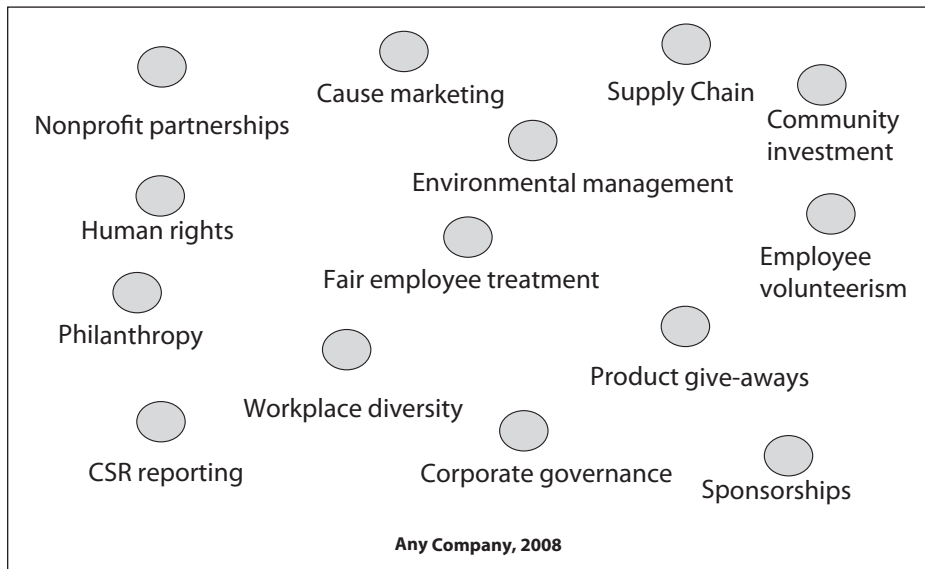 Cause marketing
Supply Chain
Nonprofit partnerships
Community
investment
Environmental management
Human rights
Fair employee treatment
Employee
volunteerism
Philanthropy
Product give-aways
Workplace diversity
CSR reporting
Corporate governance
Sponsorships
Any Company, 2008